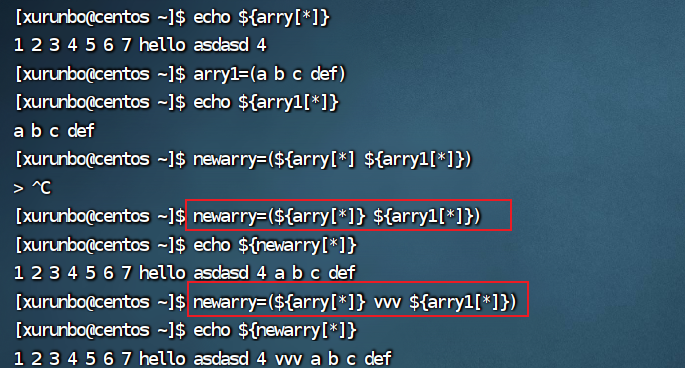 [xurunbo@centos ~]$ echo ${arry[*]}
1 2 3 4 5 6 7 hello asdasd 4
[xurunbo@centos ~]$ arry1=(a b c def)
[xurunbo@centos ~]$ echo ${arry1[*]}
a b c def
[xurunbo@centos ~]$ newarry=(${arry[*] ${arry1[*]})
> ^C
[xurunbo@centos ~]$ newarry=(${arry[*]} ${arry1[*]})
[xurunbo@centos ~]$ echo ${newarry[*]}
1 2 3 4 5 6 7 hello asdasd 4 a b c def
[xurunbo@centos ~]$ newarry=(${arry[*]} vvv ${arry1[*]})
[xurunbo@centos ~]$ echo ${newarry[*]}
1 2 3 4 5 6 7 hello asdasd 4 vvv a b c def